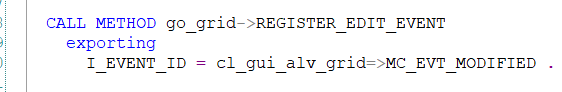 CALL METHOD go_grid->REGISTER_EDIT_EVENT
exporting
I_EVENT_ID = cl_gui_alv_grid=>MC_EVT_MODIFIED .